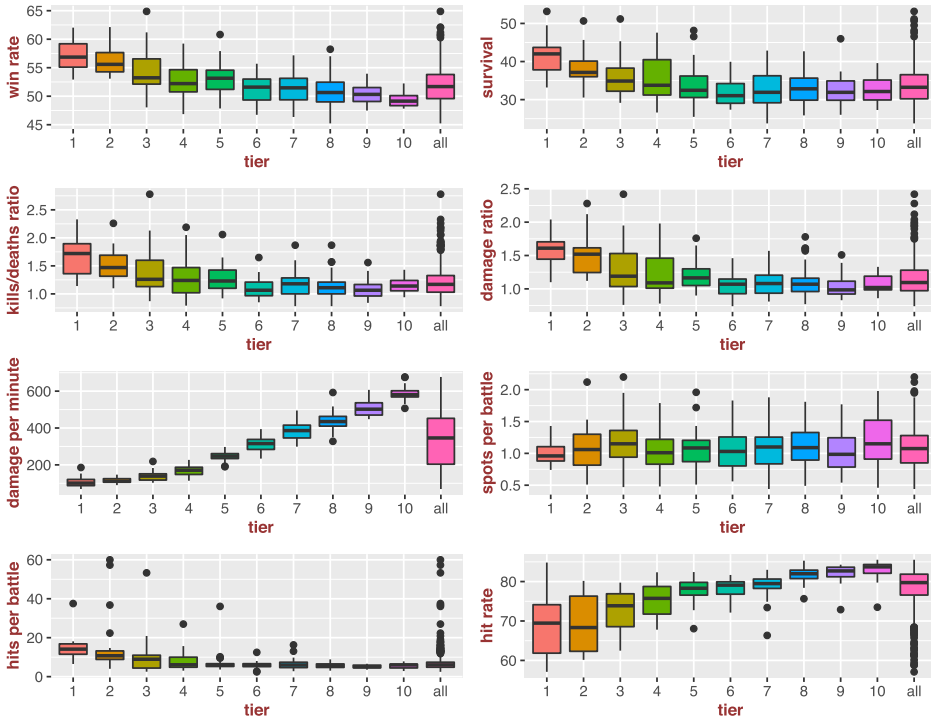 win rate
65
60
55
50
45
1 2 3 4 5 6 7 8 9 10 all
tier
survival
50
40
30
1 2 3 4 5 6 7 8 9 10 all
tier
kills/deaths ratio
2.5
2.0
1.5
1.0
1 2 3 4 5 6 7 8 9 10 all
tier
damage ratio
2.5
2.0
1.5
1.0
1 2 3 4 5 6 7 8 9 10 all
tier
damage per minute
600
400
200
1 2 3 4 5 6 7 8 9 10 all
tier
spots per battle
2.0
1.5
1.0
0.5
1 2 3 4 5 6 7 8 9 10 all
tier
hits per battle
60
40
20
0
1 2 3 4 5 6 7 8 9 10 all
tier
hit rate
80
70
60
1 2 3 4 5 6 7 8 9 10 all
tier